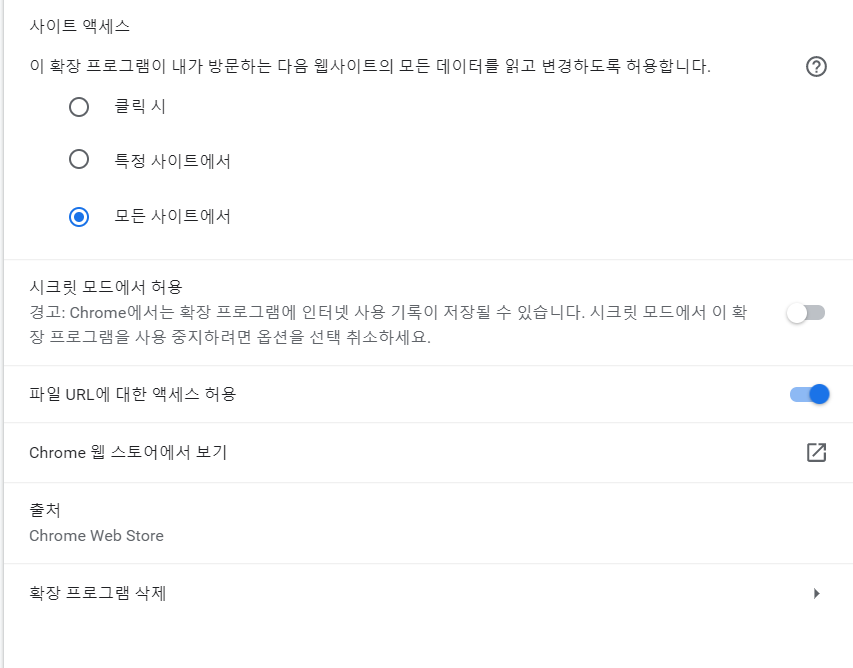 사이트 액세스
이 확장 프로그램이 내가 방문하는 다음 웹사이트의 모든 데이터를 읽고 변경하도록 허용합니다.
클릭 시
특정 사이트에서
모든 사이트에서
시크릿 모드에서 허용
경고: Chrome에서는 확장 프로그램에 인터넷 사용 기록이 저장될 수 있습니다. 시크릿 모드에서 이 확
장 프로그램을 사용 중지하려면 옵션을 선택 취소하세요.
파일 URL에 대한 액세스 허용
Chrome 웹 스토어에서 보기
출처
Chrome Web Store
확장 프로그램 삭제